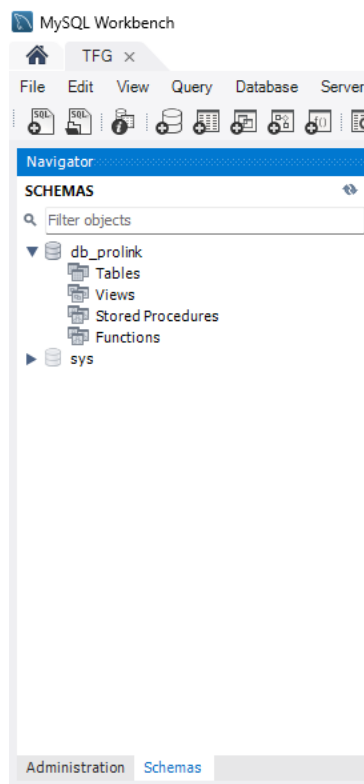 MySQL Workbench
TFG
File Edit View Query Database Server
SQL SQL
Navigator
SCHEMAS
Filter objects
db_prolink
Tables
Views
Stored Procedures
Functions
sys
Administration Schemas